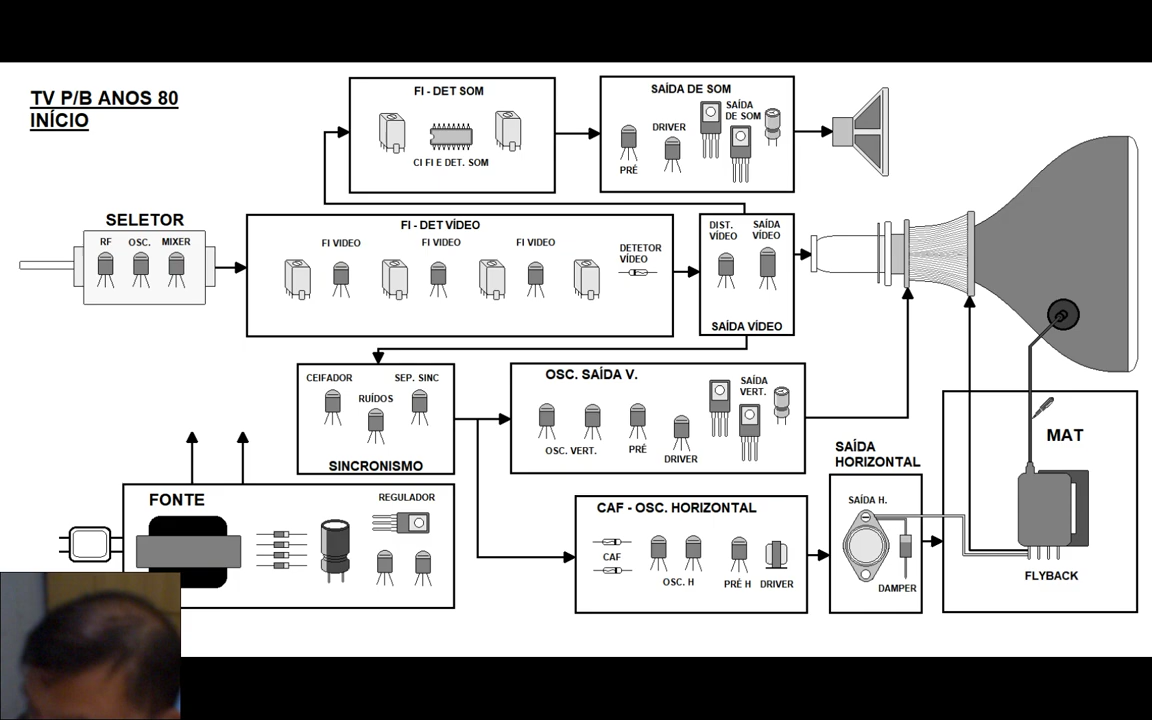 TV P/B ANOS 80
INÍCIO
FI - DET SOM
CI FI E DET. SOM
SAÍDA DE SOM
PRÉ
DRIVER
SAÍDA
DE SOM
SELETOR
RF OSC. MIXER
FI - DET VÍDEO
FI VIDEO FI VIDEO FI VIDEO
DETETOR
VÍDEO
DIST.
VÍDEO
SAÍDA
VÍDEO
SAÍDA VÍDEO
CEIFADOR
RUÍDOS
SEP. SINC
SINCRONISMO
OSC. SAÍDA V.
OSC. VERT.
PRÉ
DRIVER
SAÍDA
VERT.
FONTE
REGULADOR
CAF - OSC. HORIZONTAL
CAF
OSC. H
PRÉ H
DRIVER
SAÍDA
HORIZONTAL
SAÍDA H.
DAMPER
MAT
FLYBACK